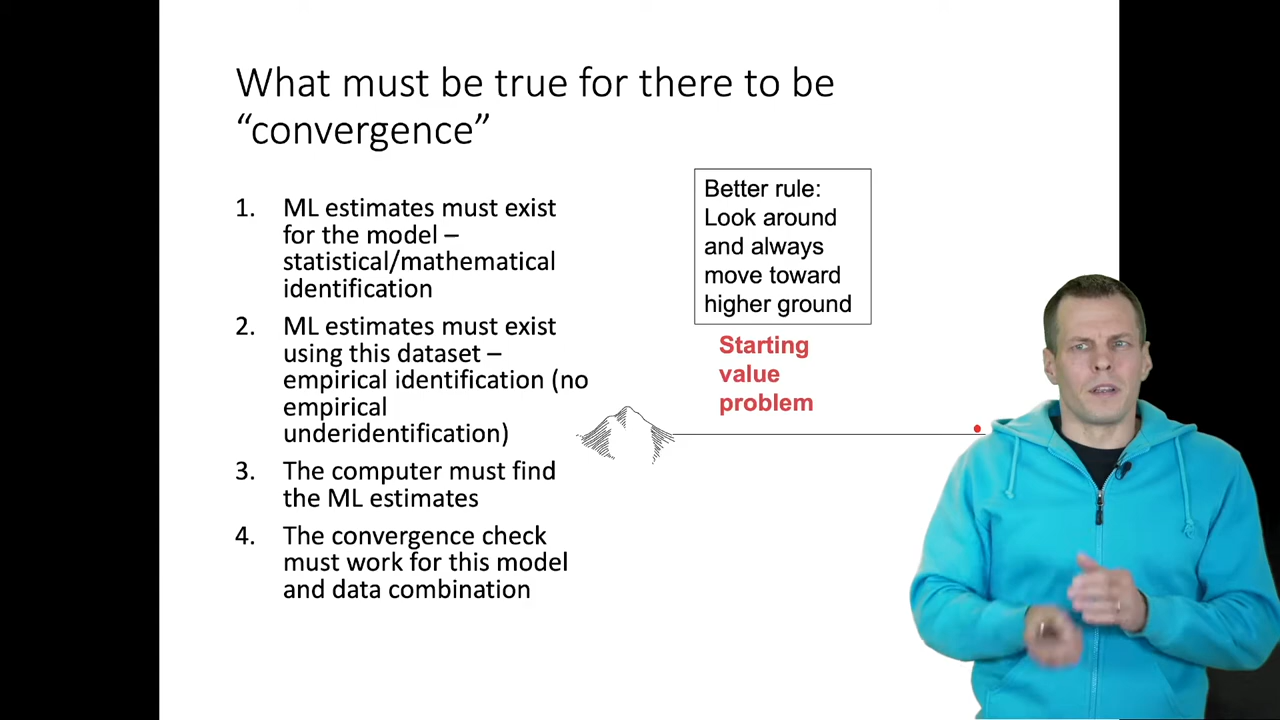 What must be true for there to be
“convergence”
1. ML estimates must exist
for the model –
statistical/mathematical
identification
2. ML estimates must exist
using this dataset –
empirical identification (no
empirical
underidentification)
3. The computer must find
the ML estimates
4. The convergence check
must work for this model
and data combination
Better rule:
Look around
and always
move toward
higher ground
Starting
value
problem